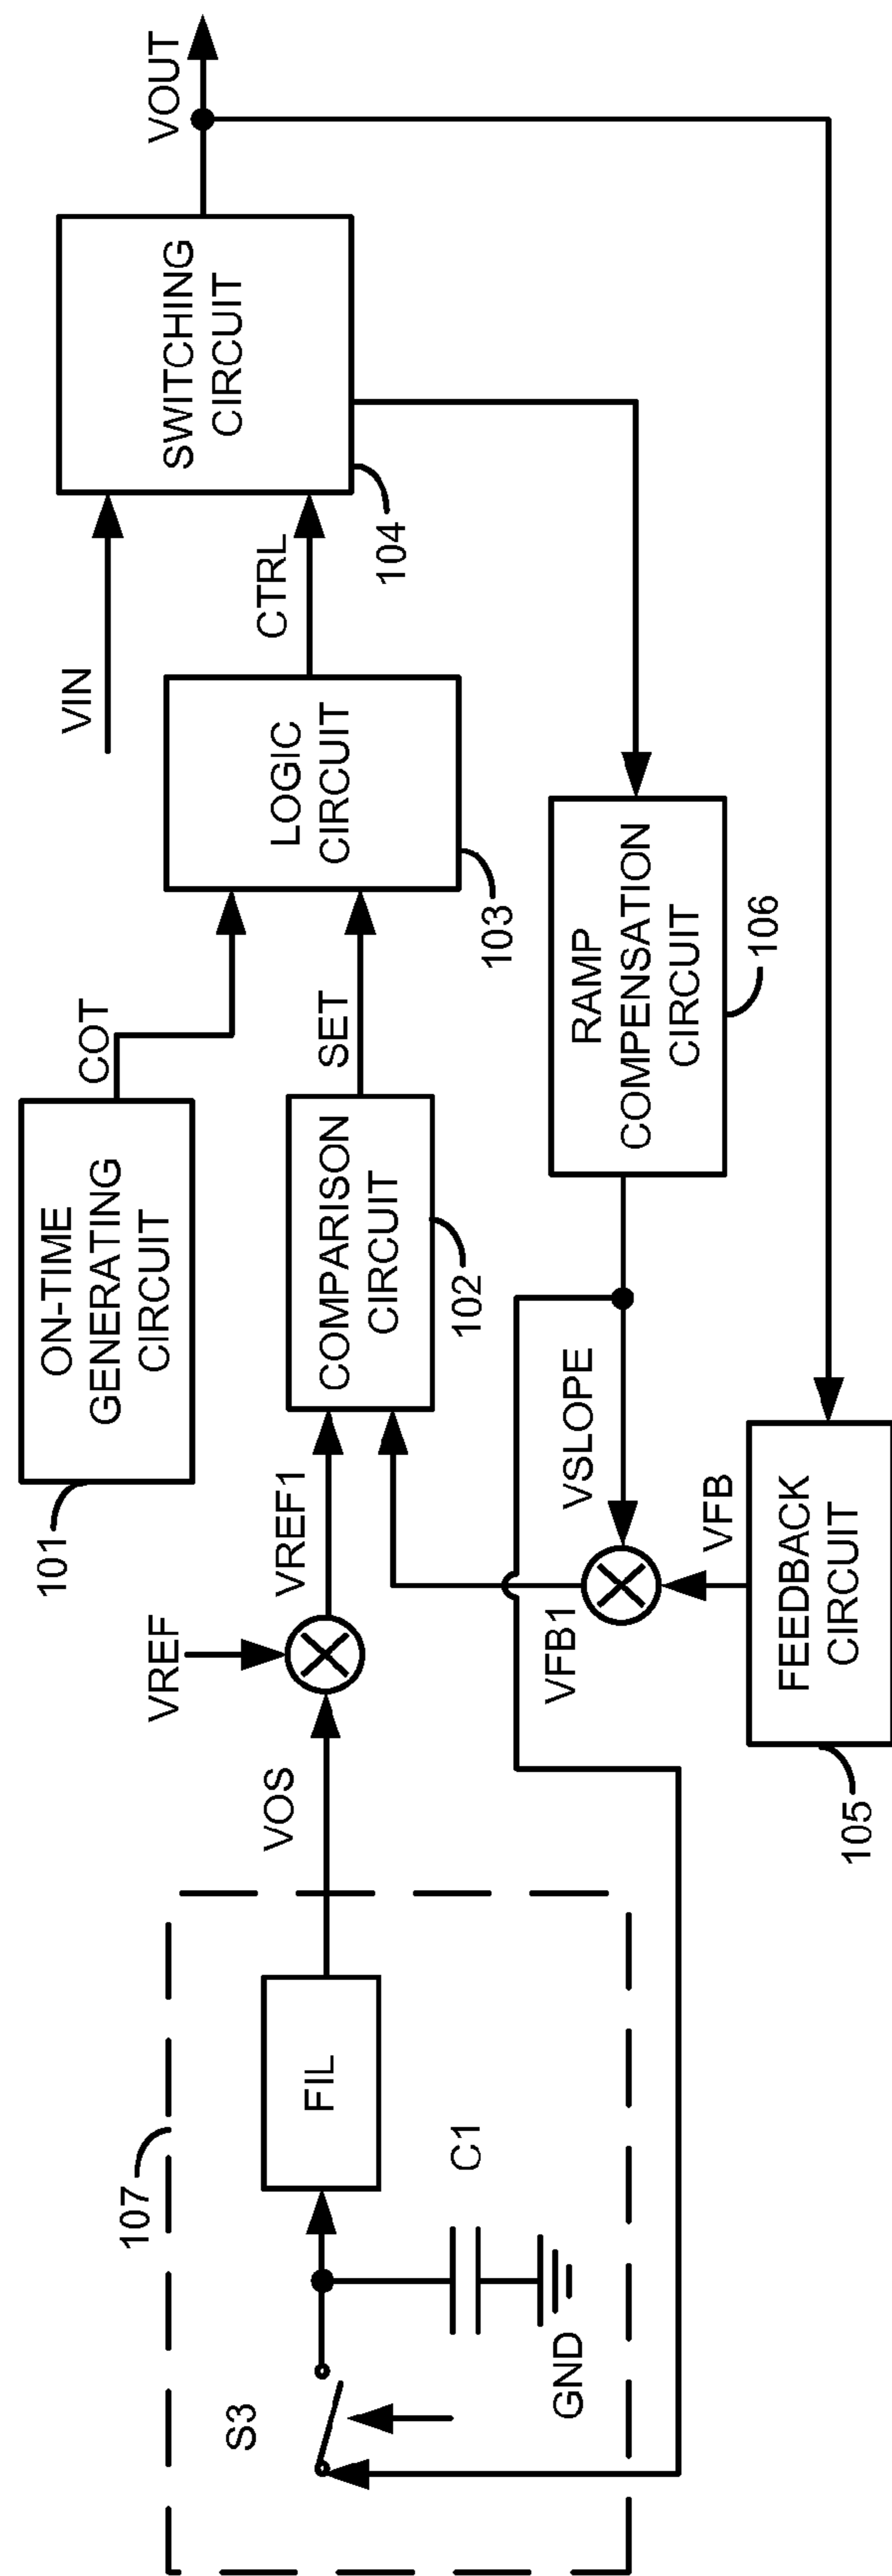 ON-TIME
GENERATING
CIRCUIT
101
COT
VIN
SWITCHING
CIRCUIT
104
VOUT
LOGIC
CIRCUIT
103
CTRL
COMPARISON
CIRCUIT
102
SET
VREF
VREF1
VOS
107
FIL
S3
C1
GND
VFB1
VSLOPE
RAMP
COMPENSATION
CIRCUIT
106
VFB
FEEDBACK
CIRCUIT
105